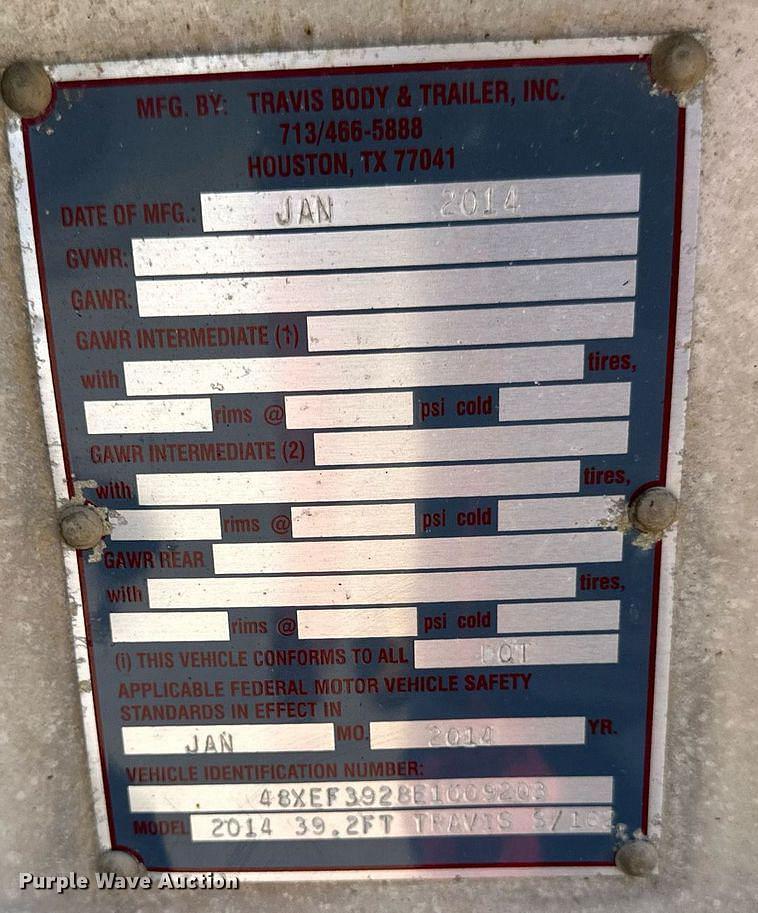 MFG. BY: TRAVIS BODY & TRAILER, INC.
713/466-5888
HOUSTON, TX 77041
DATE OF MFG.: JAN 2014
GVWR:
GAWR:
GAWR INTERMEDIATE (1)
with tires,
rims @ psi cold
GAWR INTERMEDIATE (2)
with tires,
rims @ psi cold
GAWR REAR
with tires,
rims @ psi cold
(i) THIS VEHICLE CONFORMS TO ALL DOT
APPLICABLE FEDERAL MOTOR VEHICLE SAFETY
STANDARDS IN EFFECT IN
JAN MO. 2014 YR.
VEHICLE IDENTIFICATION NUMBER:
48XEF3928E1009203
MODEL 2014 39.2FT TRAVIS
Purple Wave Auction